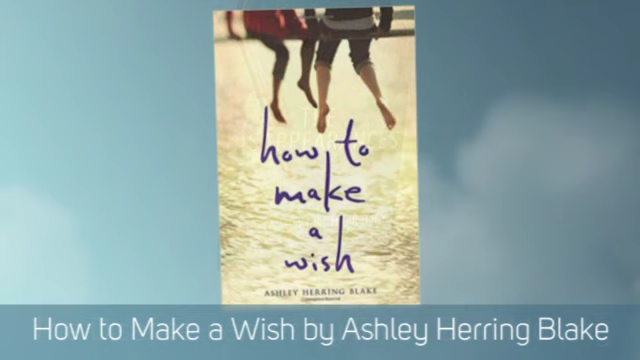 how to
make
a
wish
ASHLEY HERRING BLAKE
How to Make a Wish by Ashley Herring Blake